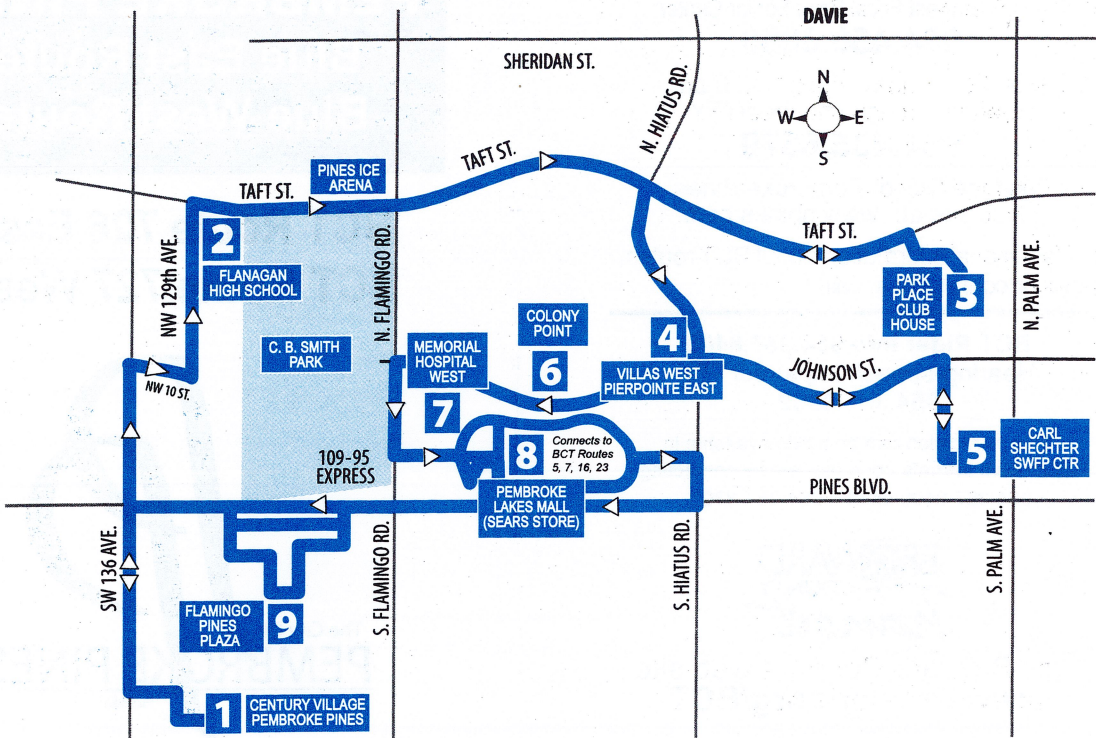 DAVIE
SHERIDAN ST.
N. HIATUS RD.
N
W
E
S
TAFT ST.
PINES ICE
ARENA
TAFT ST.
2
FLANAGAN
HIGH SCHOOL
NW 129th AVE.
N. FLAMINGO RD.
TAFT ST.
PARK
PLACE
CLUB
HOUSE
3
N. PALM AVE.
C. B. SMITH
PARK
NW 10 ST.
MEMORIAL
HOSPITAL
WEST
7
COLONY
POINT
6
4
VILLAS WEST
PIERPOINTE EAST
JOHNSON ST.
5
CARL
SHECHTER
SWFP CTR
109-95
EXPRESS
8
Connects to
BCT Routes
5, 7, 16, 23
PEMBROKE
LAKES MALL
(SEARS STORE)
PINES BLVD.
SW 136 AVE.
S. FLAMINGO RD.
S. HIATUS RD.
S. PALM AVE.
FLAMINGO
PINES
PLAZA
9
1
CENTURY VILLAGE
PEMBROKE PINES